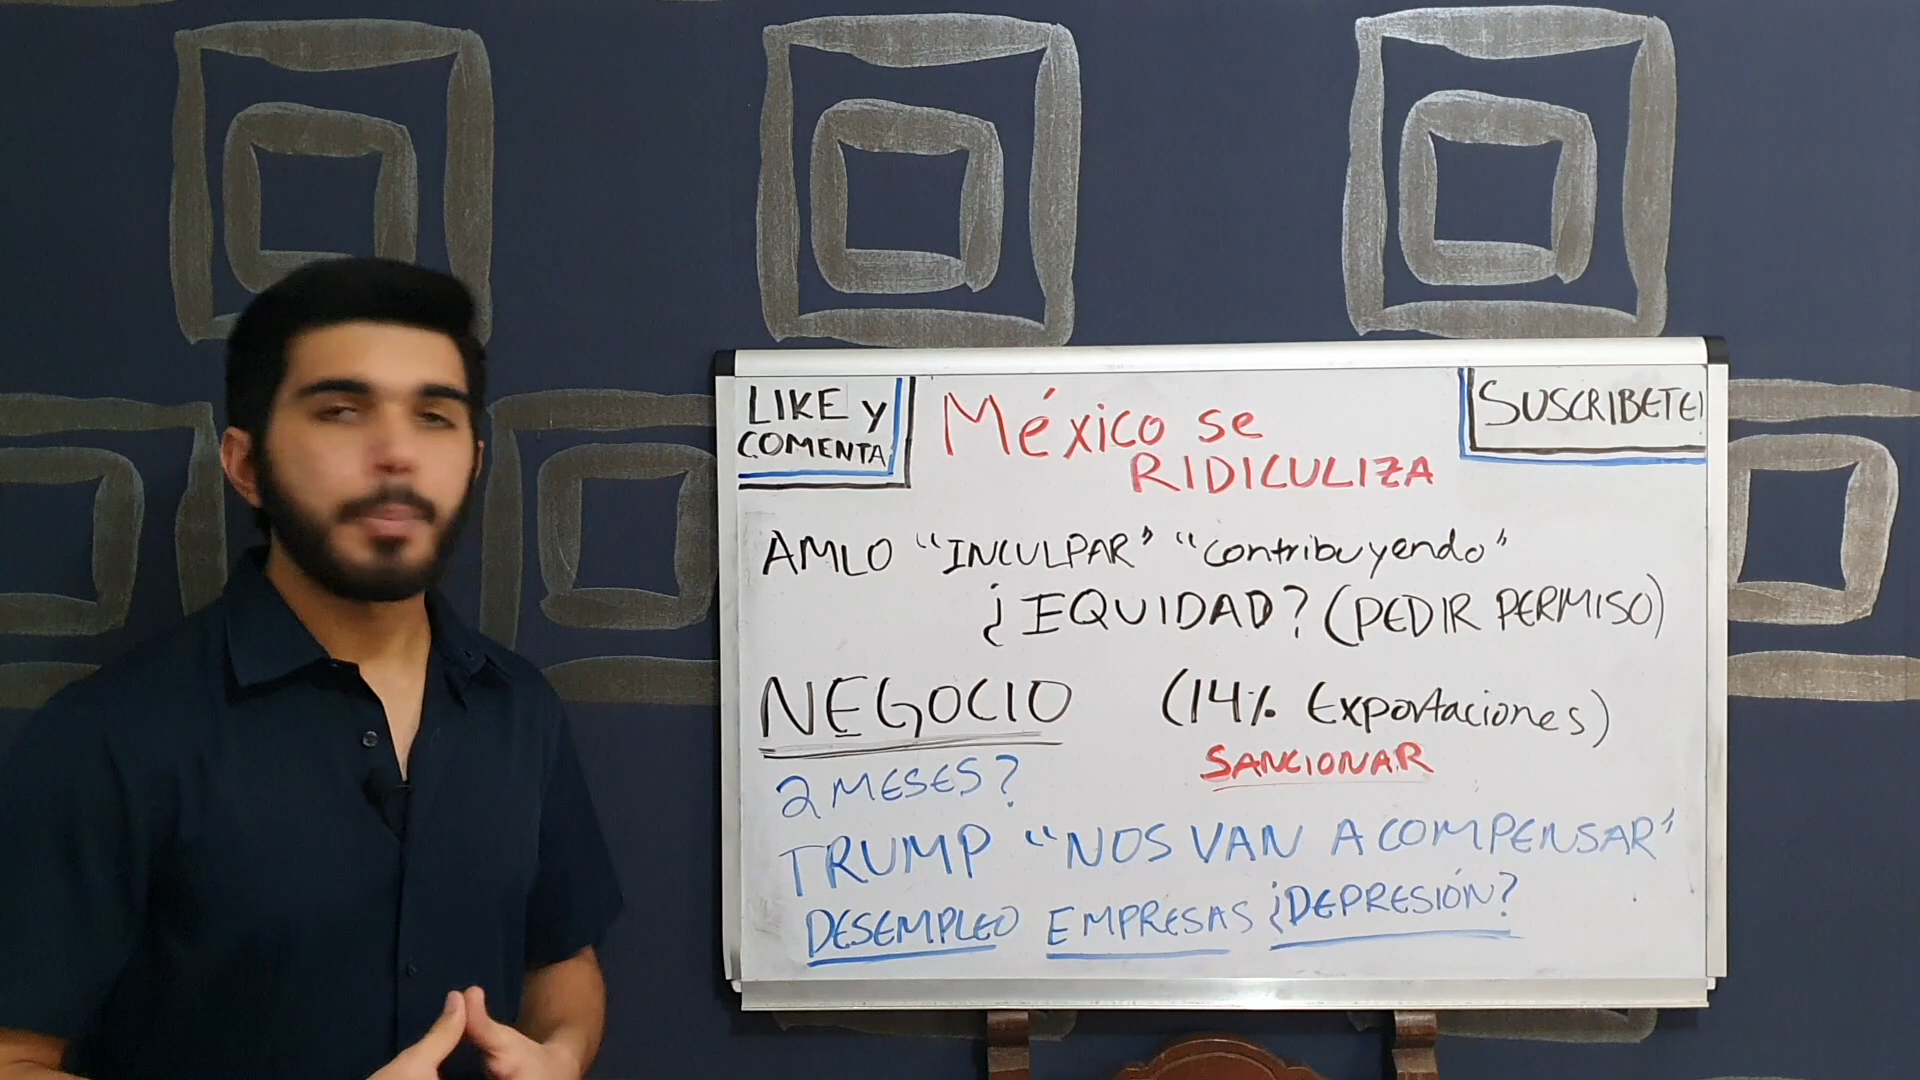 LIKE y
COMENTA
México se
RIDICULIZA
SUSCRIBETE!
AMLO "INCULPAR" "contribuyendo"
¿EQUIDAD? (PEDIR PERMISO)
NEGOCIO (14% Exportaciones)
SANCIONAR
2 MESES?
TRUMP "NOS VAN A COMPENSAR"
DESEMPLEO EMPRESAS ¿DEPRESIÓN?